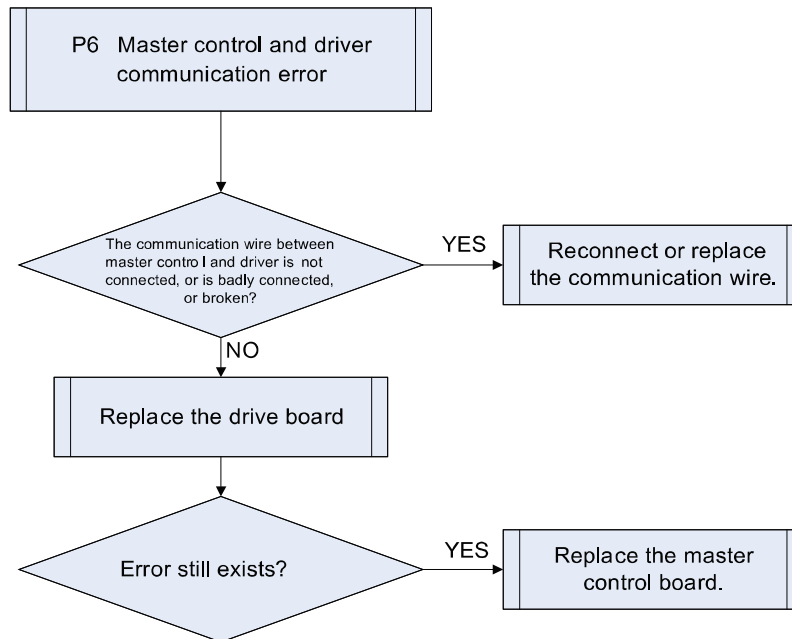 P6 Master control and driver
communication error
The communication wire between
master control and driver is not
connected, or is badly connected,
or broken?
YES
Reconnect or replace
the communication wire.
NO
Replace the drive board
Error still exists?
YES
Replace the master
control board.